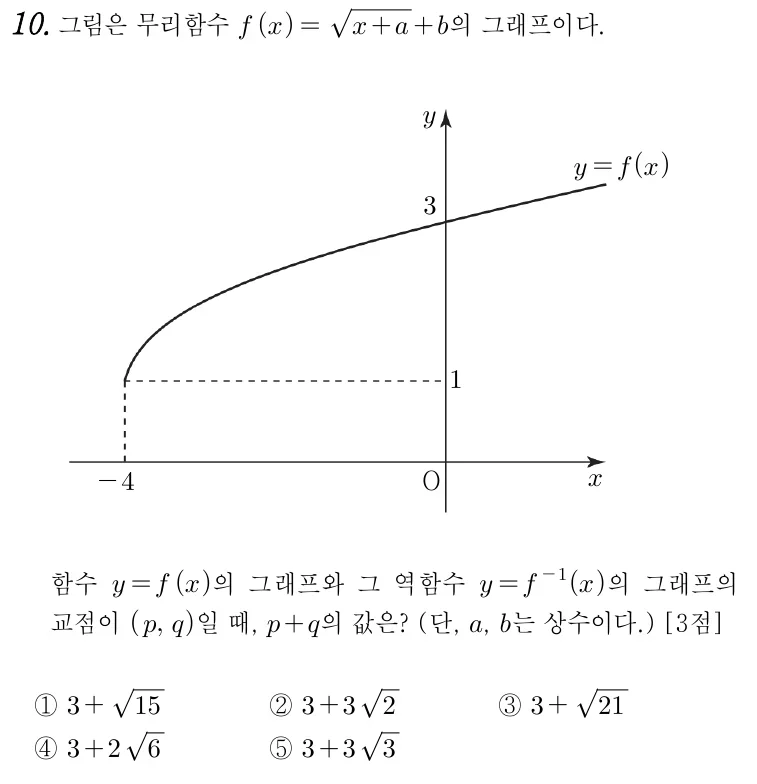 10. 그림은 무리함수 f(x)=√(x+a)+b의 그래프이다.
y
y=f(x)
3
1
-4
O
x
함수 y=f(x)의 그래프와 그 역함수 y=f⁻¹(x)의 그래프의
교점이 (p, q)일 때, p+q의 값은? (단, a, b는 상수이다.) [3점]
① 3+√15 ② 3+3√2 ③ 3+√21
④ 3+2√6 ⑤ 3+3√3